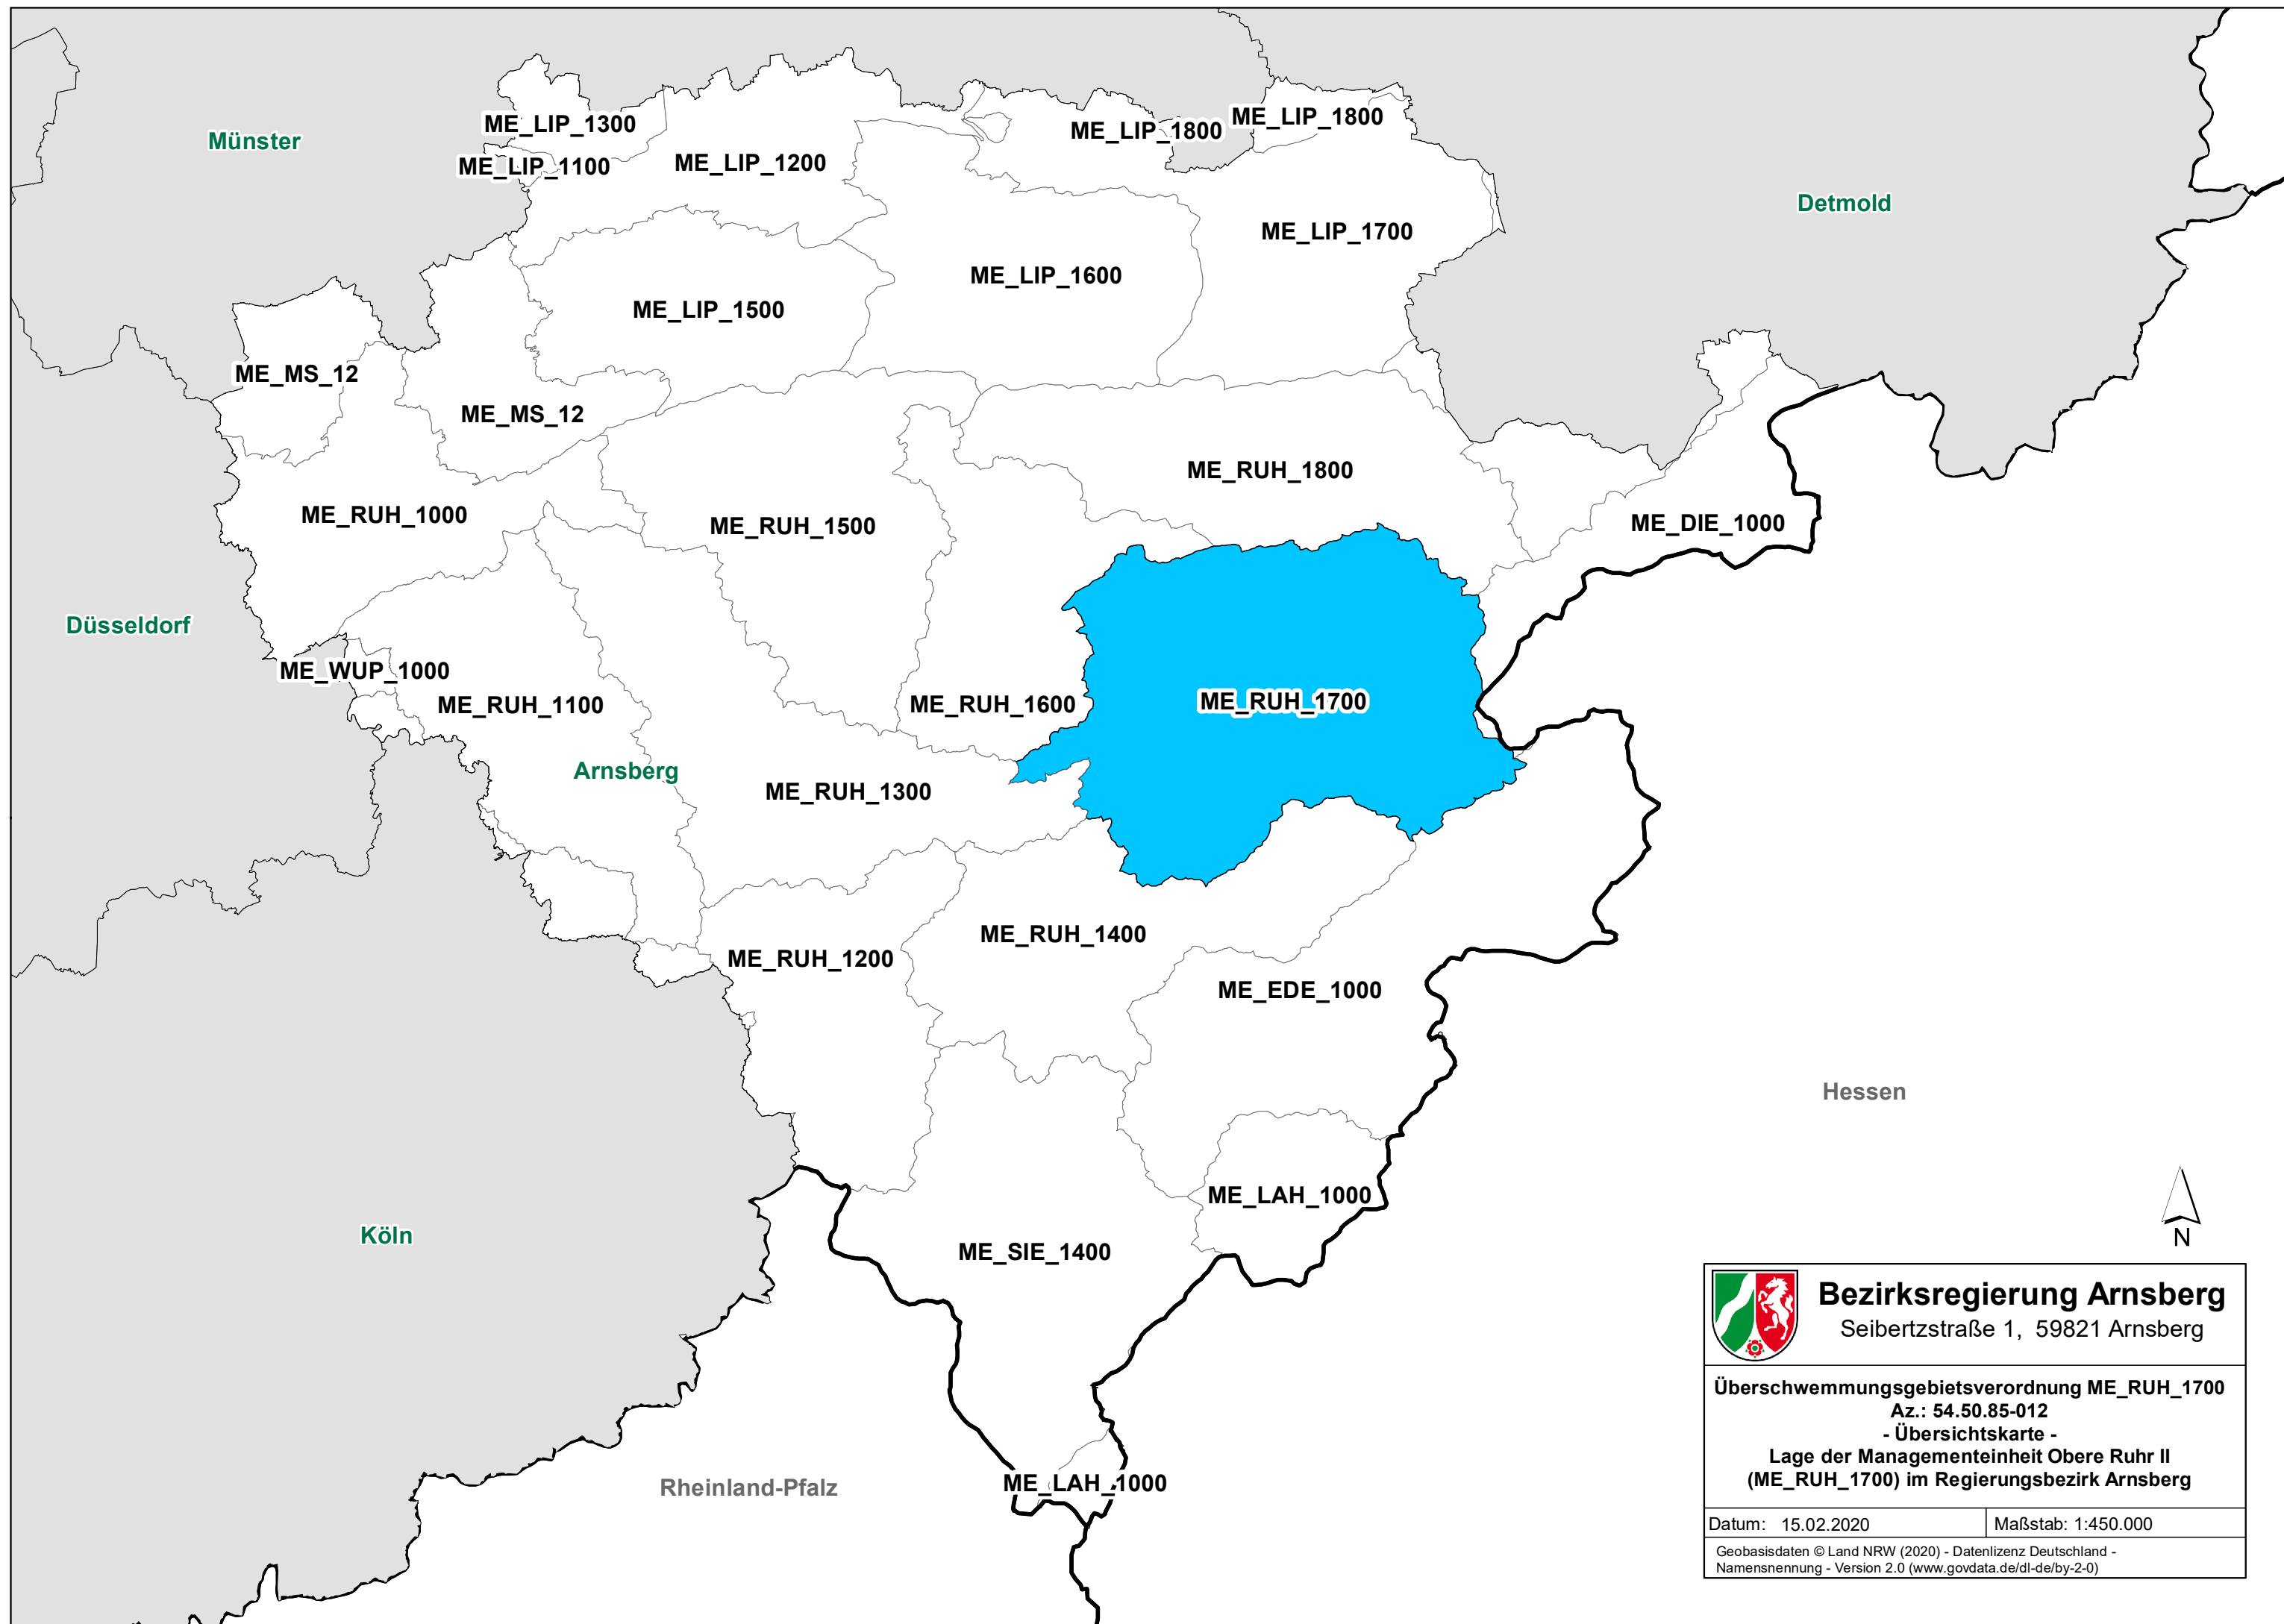 ME_LIP_1300
ME_LIP_1800
ME_LIP_1800
Münster
ME_LIP_1100
ME_LIP_1200
Detmold
ME_LIP_1700
ME_LIP_1600
ME_LIP_1500
ME_MS_12
ME_MS_12
ME_RUH_1800
ME_RUH_1000
ME_RUH_1500
ME_DIE_1000
Düsseldorf
ME_WUP_1000
ME_RUH_1100
ME_RUH_1600
ME_RUH_1700
Arnsberg
ME_RUH_1300
ME_RUH_1400
ME_RUH_1200
ME_EDE_1000
Hessen
ME_LAH_1000
Köln
ME_SIE_1400
Rheinland-Pfalz
ME_LAH_1000
N
Bezirksregierung Arnsberg
Seibertzstraße 1, 59821 Arnsberg
Überschwemmungsgebietsverordnung ME_RUH_1700
Az.: 54.50.85-012
- Übersichtskarte -
Lage der Managementeinheit Obere Ruhr II
(ME_RUH_1700) im Regierungsbezirk Arnsberg
Datum: 15.02.2020
Maßstab: 1:450.000
Geobasisdaten © Land NRW (2020) - Datenlizenz Deutschland -
Namensnennung - Version 2.0 (www.govdata.de/dl-de/by-2-0)